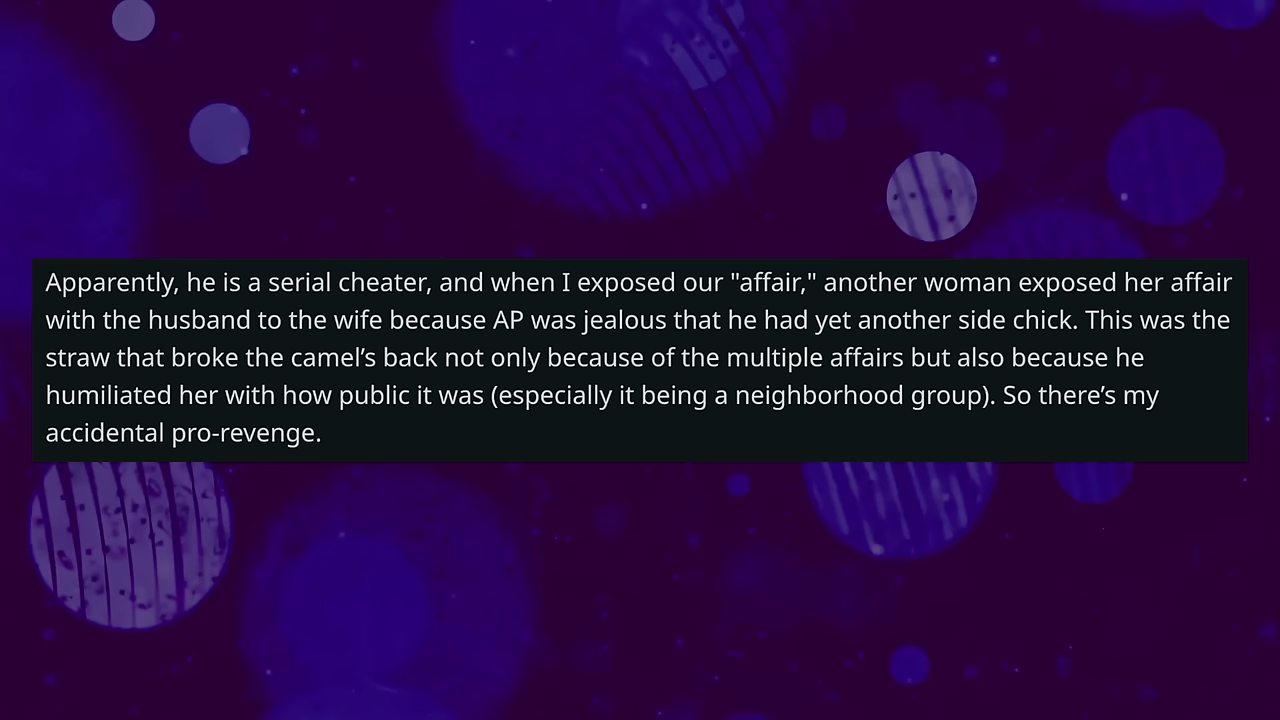 Apparently, he is a serial cheater, and when I exposed our "affair," another woman exposed her affair
with the husband to the wife because AP was jealous that he had yet another side chick. This was the
straw that broke the camel’s back not only because of the multiple affairs but also because he
humiliated her with how public it was (especially it being a neighborhood group). So there’s my
accidental pro-revenge.